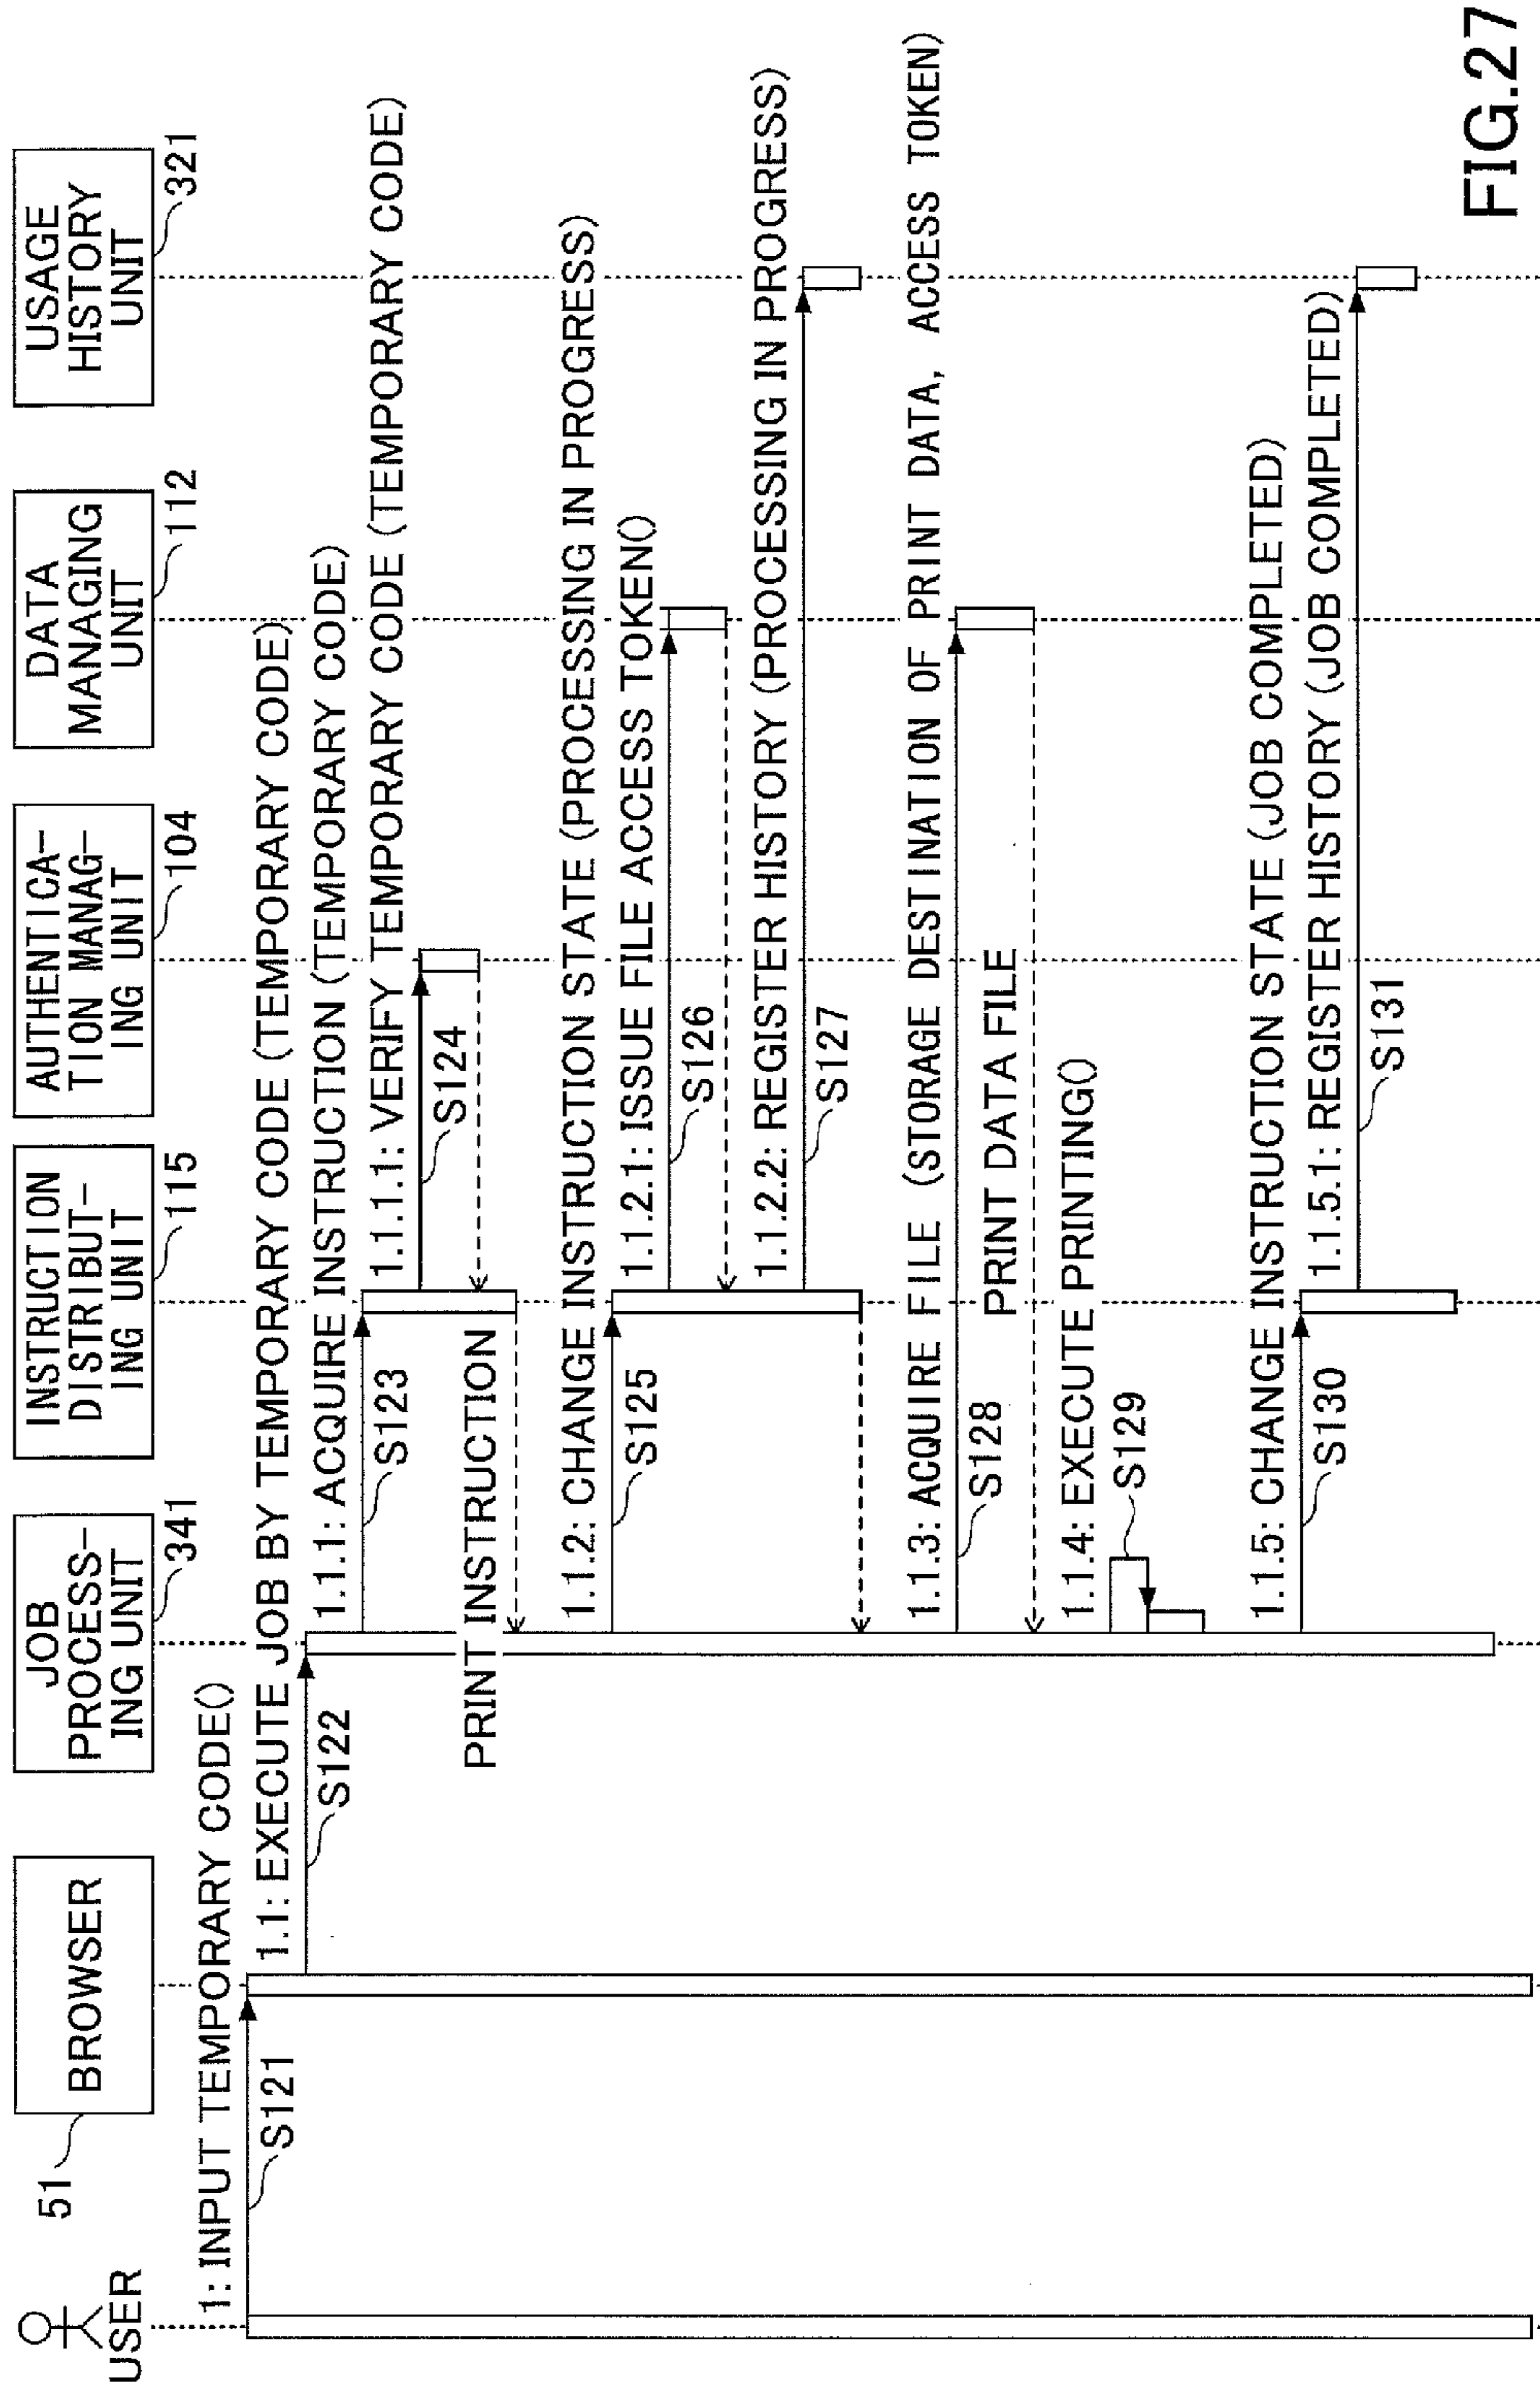 USER
51
BROWSER
JOB
PROCESS-
ING UNIT
341
INSTRUCTION
DISTRIBUT-
ING UNIT
115
AUTHENTICA-
TION MANAG-
ING UNIT
104
DATA
MANAGING
UNIT
112
USAGE
HISTORY
UNIT
321
1: INPUT TEMPORARY CODE()
S121
1.1: EXECUTE JOB BY TEMPORARY CODE (TEMPORARY CODE)
S122
1.1.1: ACQUIRE INSTRUCTION (TEMPORARY CODE)
S123
1.1.1.1: VERIFY TEMPORARY CODE (TEMPORARY CODE)
S124
PRINT INSTRUCTION
1.1.2: CHANGE INSTRUCTION STATE (PROCESSING IN PROGRESS)
S125
1.1.2.1: ISSUE FILE ACCESS TOKEN()
S126
1.1.2.2: REGISTER HISTORY (PROCESSING IN PROGRESS)
S127
1.1.3: ACQUIRE FILE (STORAGE DESTINATION OF PRINT DATA, ACCESS TOKEN)
S128
PRINT DATA FILE
1.1.4: EXECUTE PRINTING()
S129
1.1.5: CHANGE INSTRUCTION STATE (JOB COMPLETED)
S130
1.1.5.1: REGISTER HISTORY (JOB COMPLETED)
S131
FIG.27